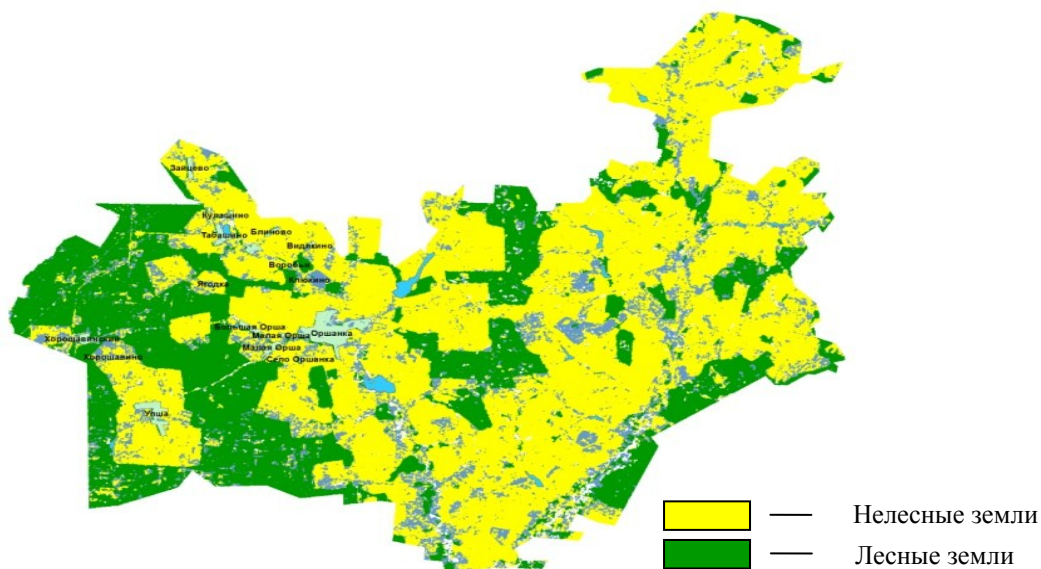 Зайцево
Кулашино
Табашино
Блиново
Видякино
Воробьи
Клюкино
Ягодка
Большая Орша
Малая Орша
Оршанка
Хорошавинский
Малая Орша
Хорошавино
Село Оршанка
Упша
Нелесные земли
Лесные земли